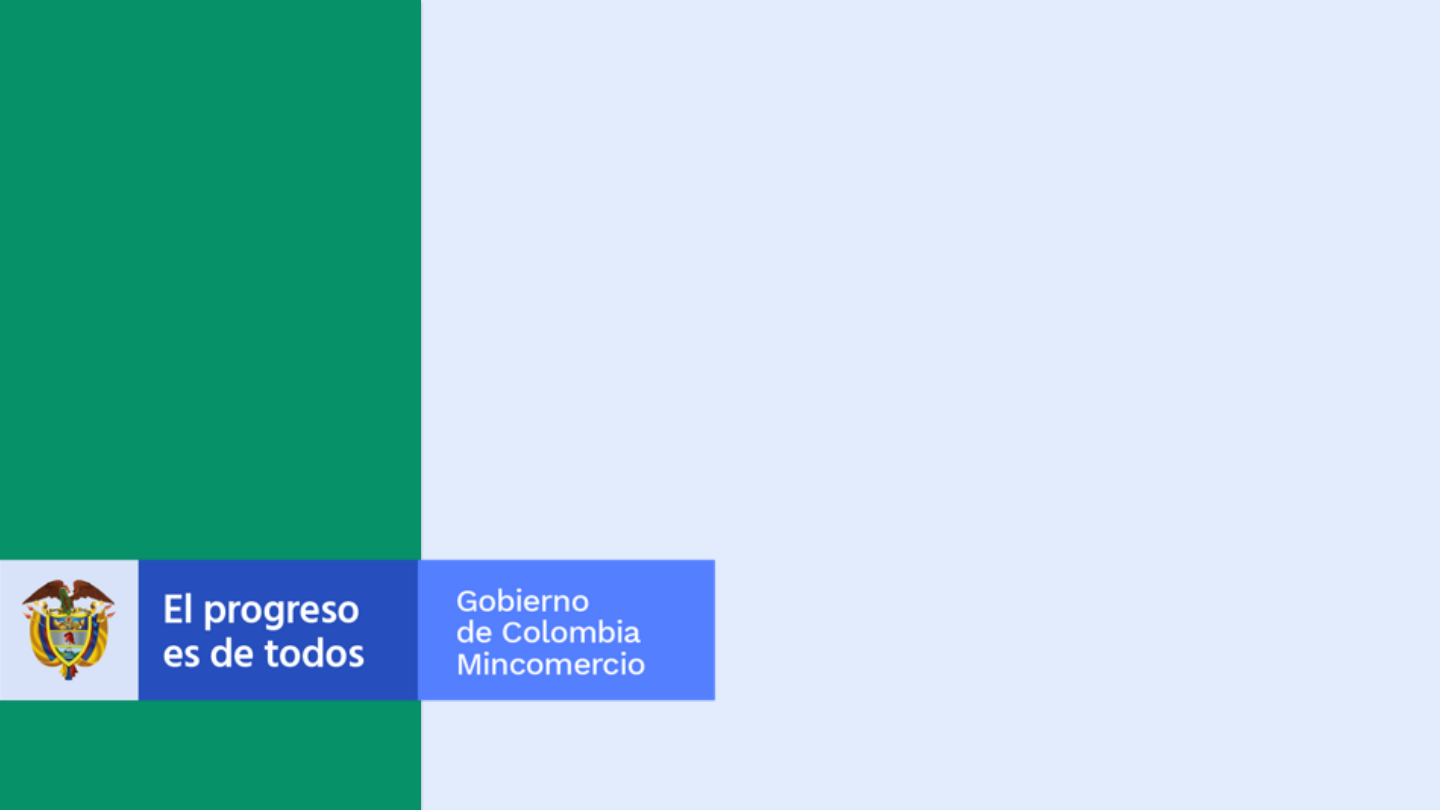 El progreso
es de todos
Gobierno
de Colombia
Mincomercio